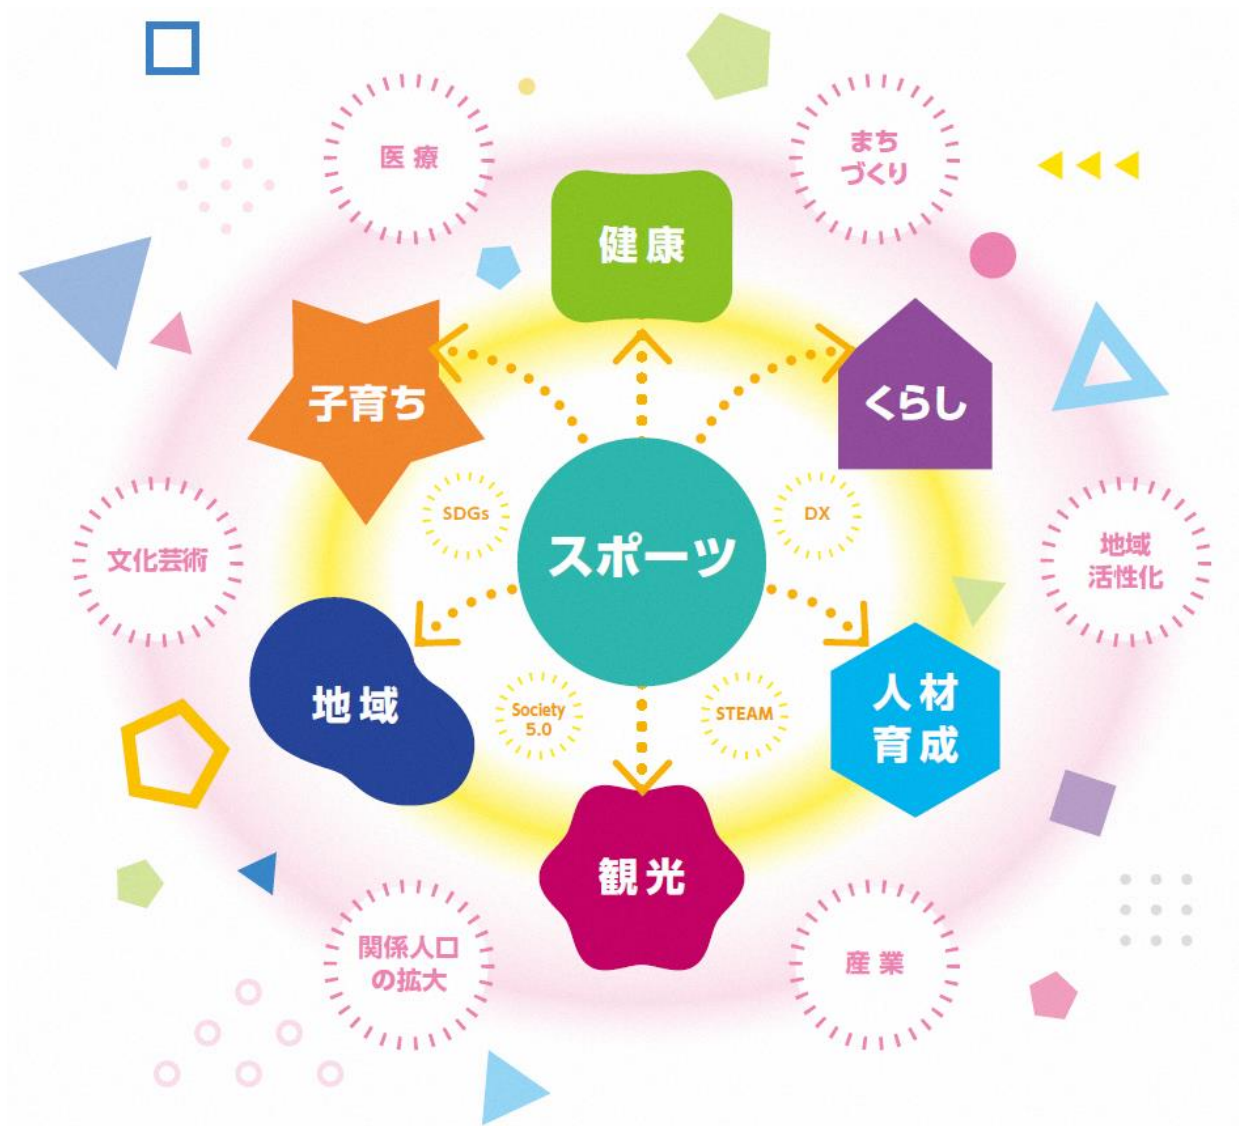 医療
まち
づくり
健康
子育ち
くらし
SDGs
DX
スポーツ
文化芸術
地域
活性化
地域
Society
5.0
STEAM
人材
育成
観光
関係人口
の拡大
産業